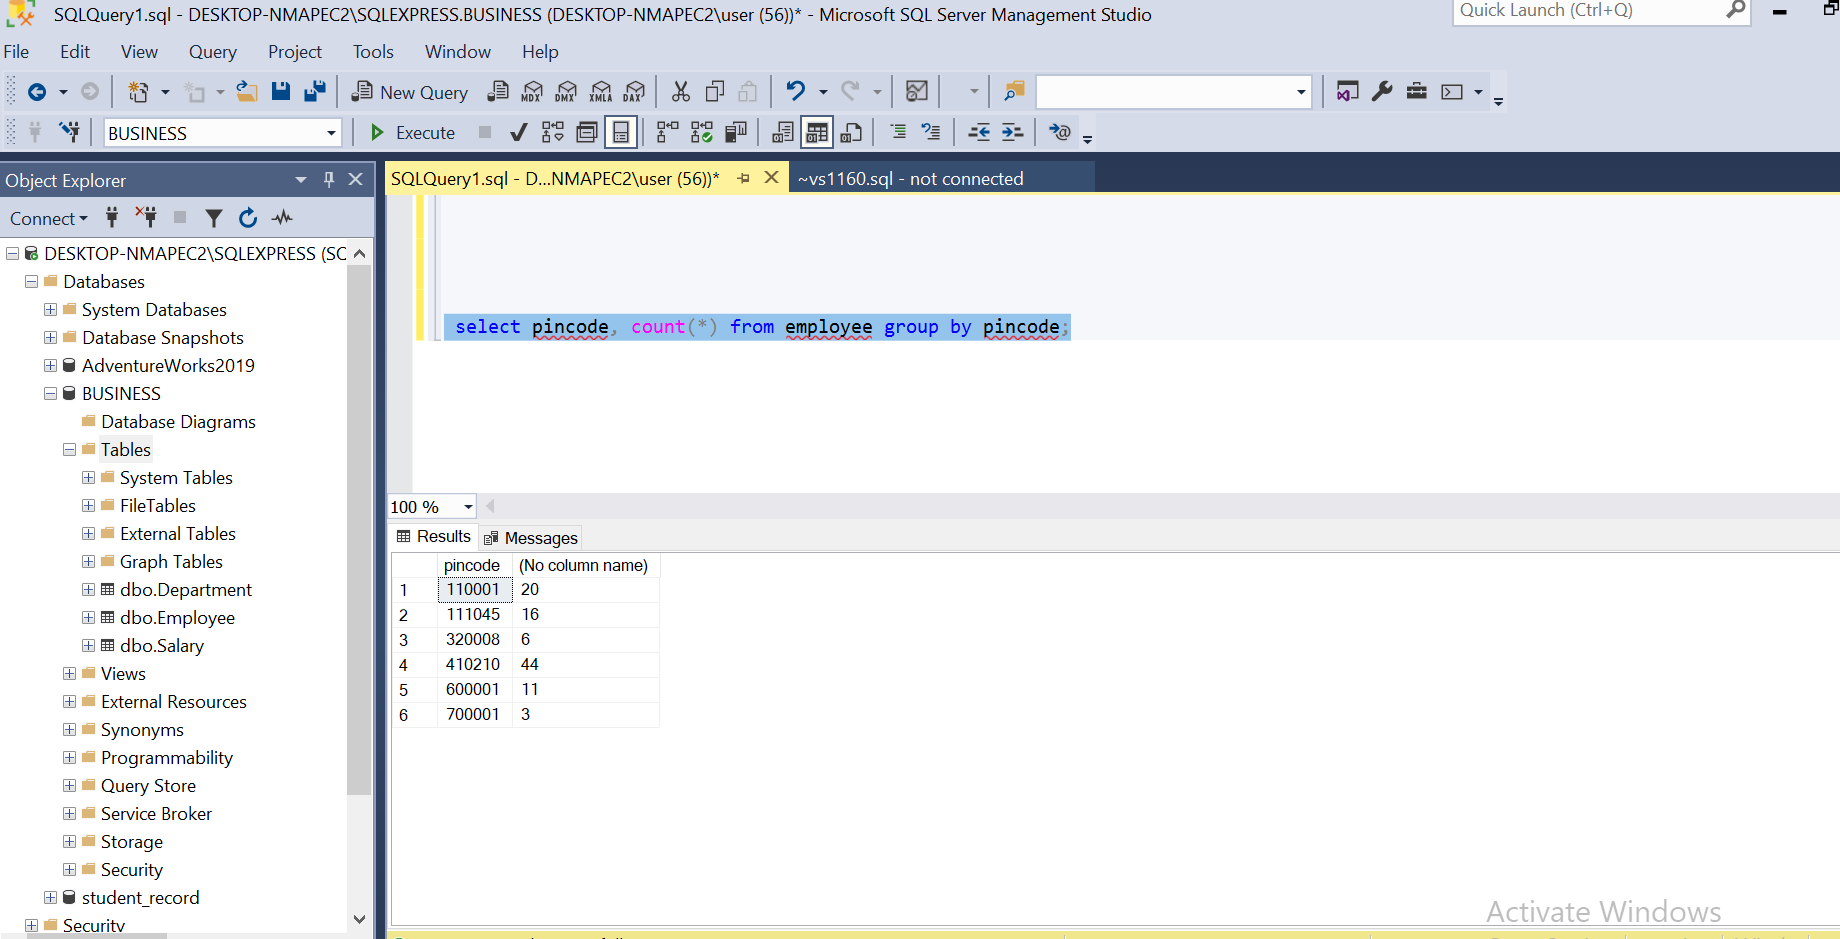 SQLQuery1.sql - DESKTOP-NMAPEC2\SQLEXPRESS.BUSINESS (DESKTOP-NMAPEC2\user (56))* - Microsoft SQL Server Management Studio
Quick Launch (Ctrl+Q)
File Edit View Query Project Tools Window Help
New Query MDX DMX XMLA DAX
BUSINESS Execute
Object Explorer
SQLQuery1.sql - D...NMAPEC2\user (56))* ~vs1160.sql - not connected
Connect
DESKTOP-NMAPEC2\SQLEXPRESS (SC
Databases
System Databases
Database Snapshots
AdventureWorks2019
BUSINESS
Database Diagrams
Tables
System Tables
FileTables
External Tables
Graph Tables
dbo.Department
dbo.Employee
dbo.Salary
Views
External Resources
Synonyms
Programmability
Query Store
Service Broker
Storage
Security
student_record
Security
select pincode, count(*) from employee group by pincode;
100 %
Results Messages
pincode (No column name)
1 110001 20
2 111045 16
3 320008 6
4 410210 44
5 600001 11
6 700001 3
Activate Windows